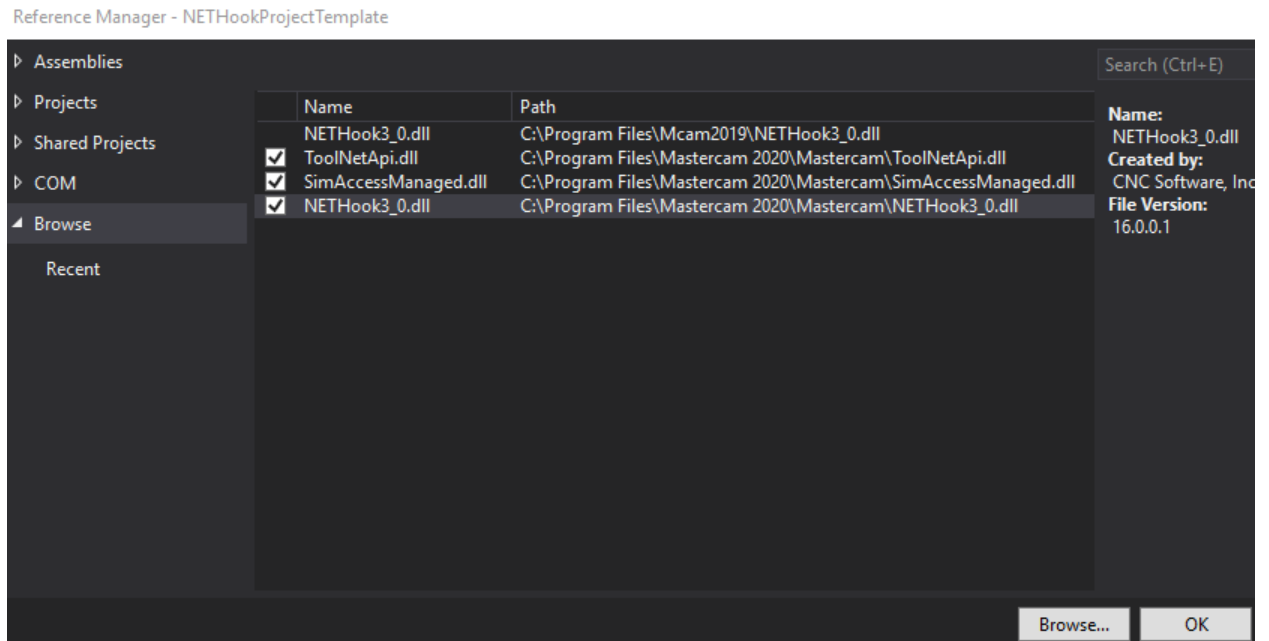 Reference Manager - NETHookProjectTemplate
Assemblies
Projects
Shared Projects
COM
Browse
Recent
Name Path
NETHook3_0.dll C:\Program Files\Mcam2019\NETHook3_0.dll
ToolNetApi.dll C:\Program Files\Mastercam 2020\Mastercam\ToolNetApi.dll
SimAccessManaged.dll C:\Program Files\Mastercam 2020\Mastercam\SimAccessManaged.dll
NETHook3_0.dll C:\Program Files\Mastercam 2020\Mastercam\NETHook3_0.dll
Search (Ctrl+E)
Name:
NETHook3_0.dll
Created by:
CNC Software, Inc
File Version:
16.0.0.1
Browse... OK